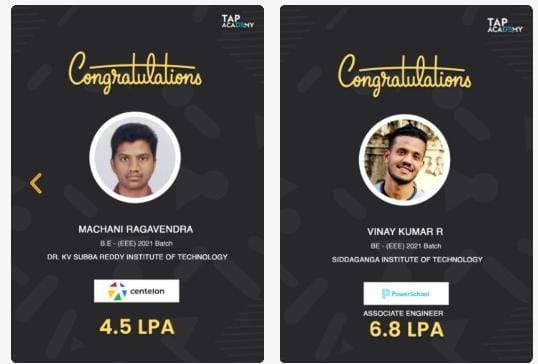 TAP
ACADEMY
Congratulations
MACHANI RAGAVENDRA
B.E - (EEE) 2021 Batch
DR. KV SUBBA REDDY INSTITUTE OF TECHNOLOGY
centelon
4.5 LPA
TAP
ACADEMY
Congratulations
VINAY KUMAR R
BE - (EEE) 2021 Batch
SIDDAGANGA INSTITUTE OF TECHNOLOGY
PowerSchool
ASSOCIATE ENGINEER
6.8 LPA